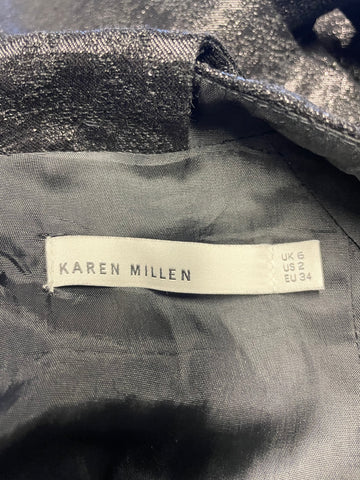 KAREN MILLEN
UK 6
US 2
EU 34